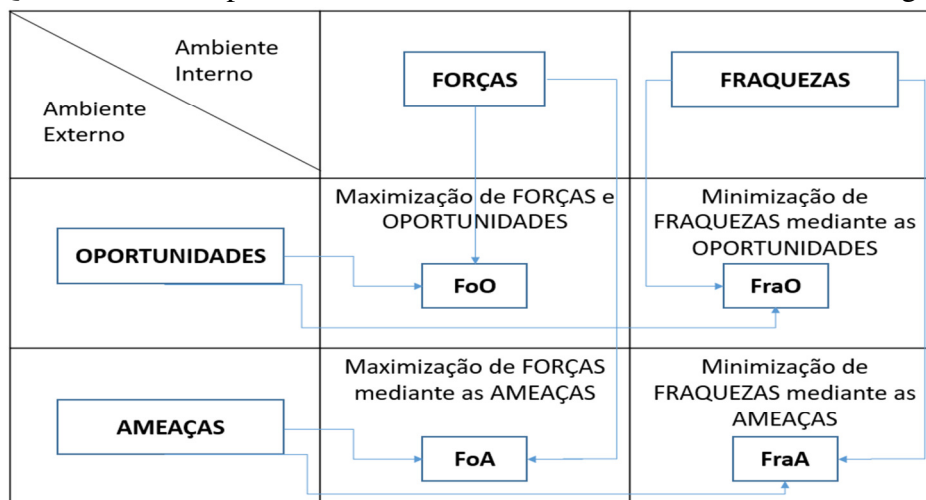 Ambiente
Interno
Ambiente
Externo
FORÇAS
FRAQUEZAS
Maximização de FORÇAS e
OPORTUNIDADES
Minimização de
FRAQUEZAS mediante as
OPORTUNIDADES
OPORTUNIDADES
FoO
FraO
Maximização de FORÇAS
mediante as AMEAÇAS
Minimização de
FRAQUEZAS mediante as
AMEAÇAS
AMEAÇAS
FoA
FraA